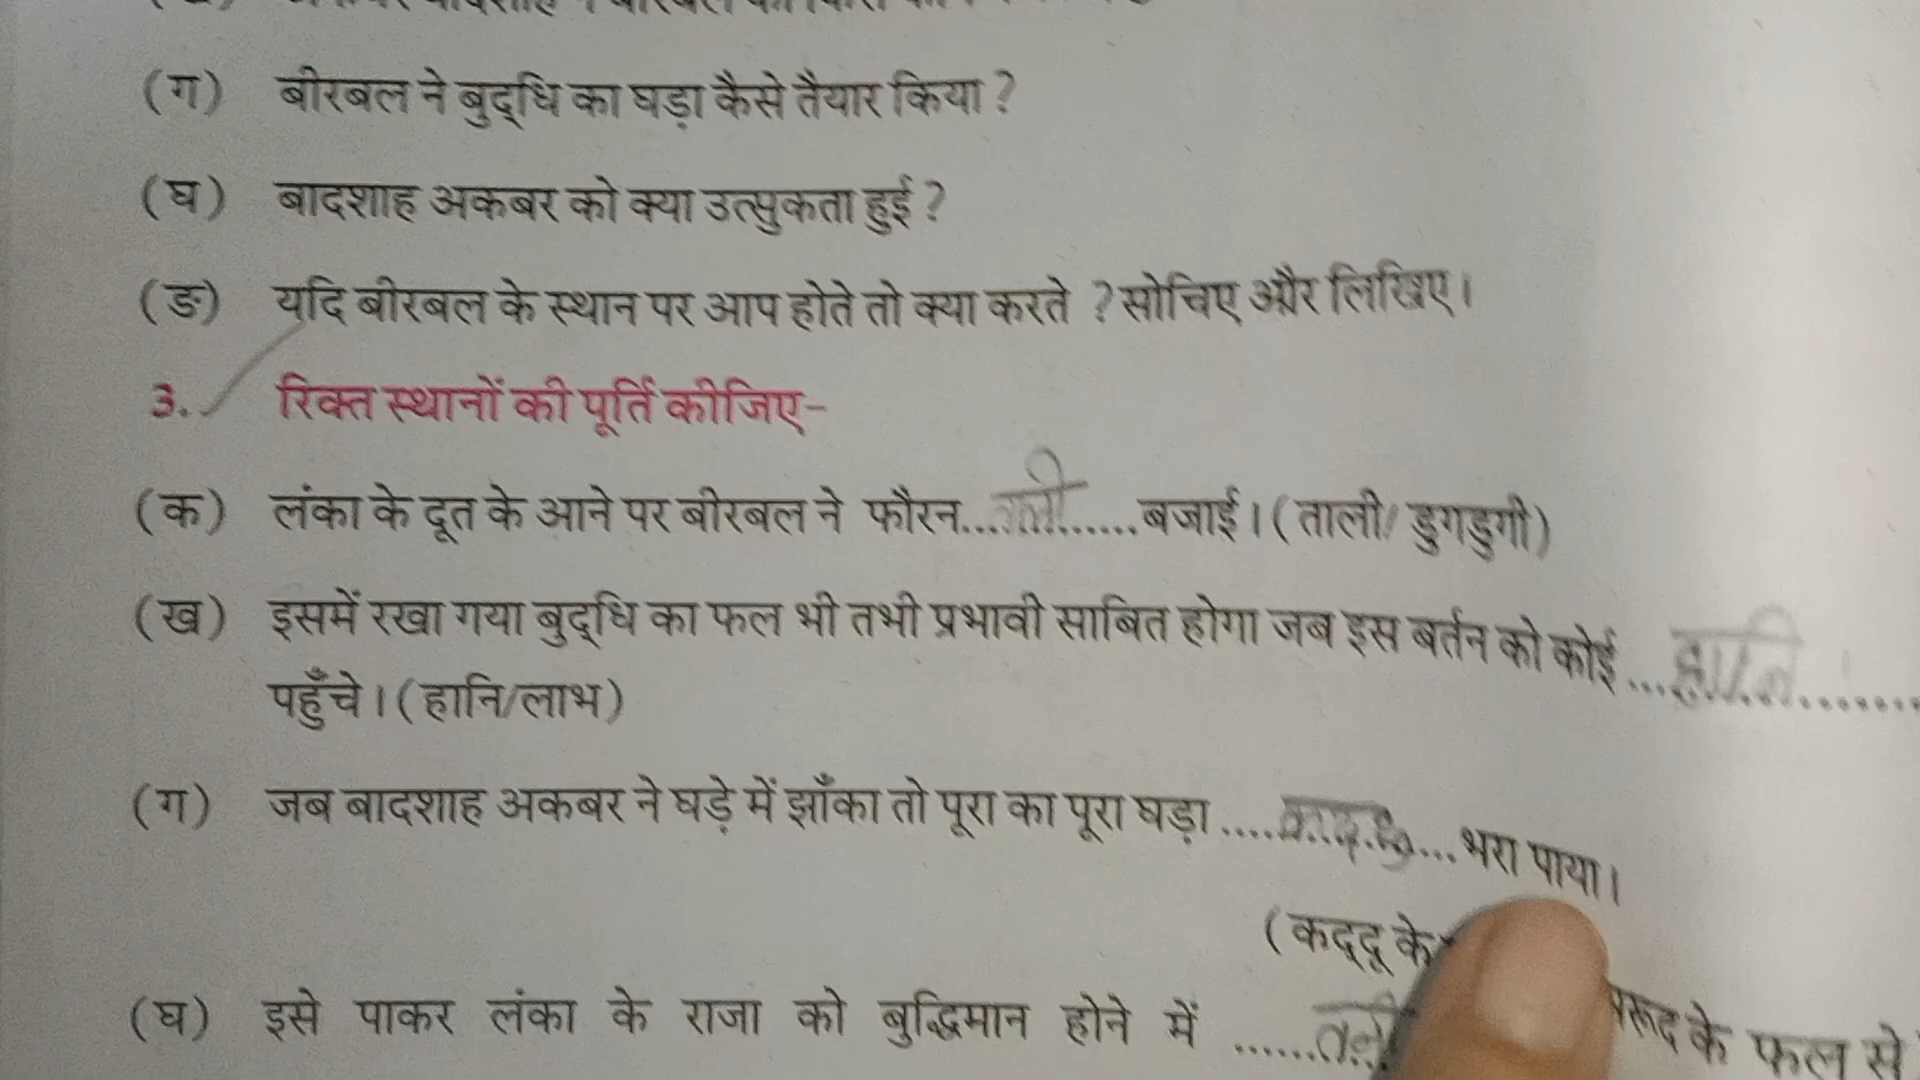 (ग) बीरबल ने बुद्धि का घड़ा कैसे तैयार किया ?
(घ) बादशाह अकबर को क्या उत्सुकता हुई ?
(ङ) यदि बीरबल के स्थान पर आप होते तो क्या करते ? सोचिए और लिखिए।
3. रिक्त स्थानों की पूर्ति कीजिए-
(क) लंका के दूत के आने पर बीरबल ने फौरन............बजाई। (ताली/ डुगडुगी)
(ख) इसमें रखा गया बुद्धि का फल भी तभी प्रभावी साबित होगा जब इस बर्तन को कोई ...हानि........
पहुँचे। (हानि/लाभ)
(ग) जब बादशाह अकबर ने घड़े में झाँका तो पूरा का पूरा घड़ा ............ भरा पाया।
(कद्दू के के फल से
(घ) इसे पाकर लंका के राजा को बुद्धिमान होने में ......